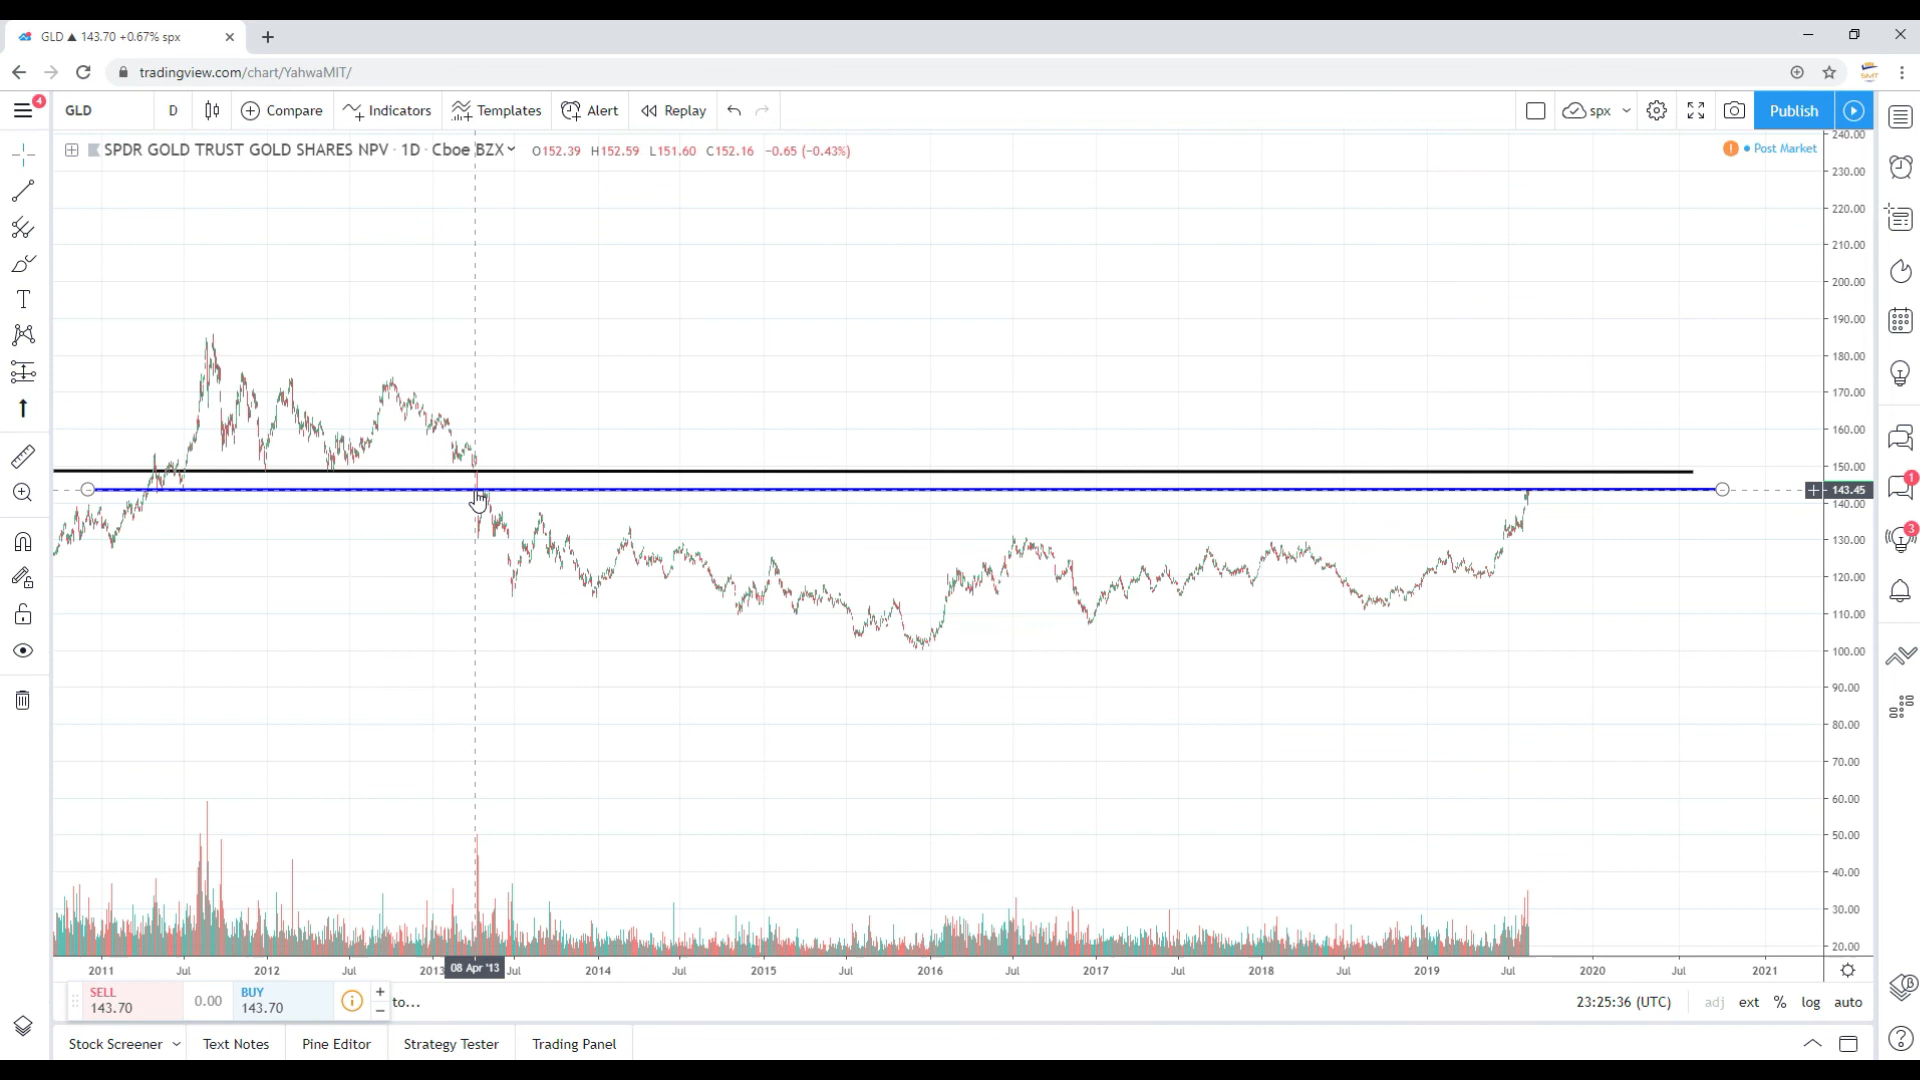 GLD ▲ 143.70 +0.67% spx
tradingview.com/chart/YahwaMIT/
SMT
4
GLD D Compare Indicators Templates Alert Replay spx Publish
SPDR GOLD TRUST GOLD SHARES NPV · 1D · Cboe BZX O152.39 H152.59 L151.60 C152.16 −0.65 (−0.43%)
Post Market
240.00
230.00
220.00
210.00
200.00
190.00
180.00
170.00
160.00
150.00
143.45
140.00
130.00
120.00
110.00
100.00
90.00
80.00
70.00
60.00
50.00
40.00
30.00
20.00
1
3
2011 Jul 2012 Jul 2013 08 Apr '13 Jul 2014 Jul 2015 Jul 2016 Jul 2017 Jul 2018 Jul 2019 Jul 2020 Jul 2021
SELL
143.70
0.00
BUY
143.70
to...
23:25:36 (UTC) adj ext % log auto
Stock Screener Text Notes Pine Editor Strategy Tester Trading Panel